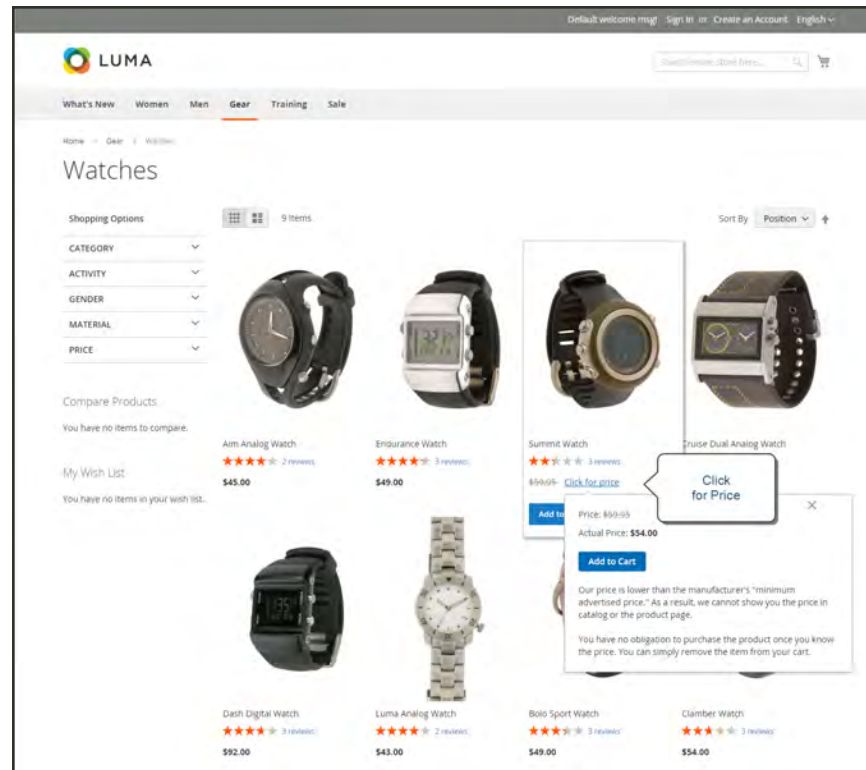 Default welcome msg! Sign In or Create an Account English
LUMA
Search entire store here...
What's New Women Men Gear Training Sale
Home Gear Watches
Watches
Shopping Options
9 Items
Sort By Position
CATEGORY
ACTIVITY
GENDER
MATERIAL
PRICE
Compare Products
You have no items to compare.
My Wish List
You have no items in your wish list.
Aim Analog Watch
2 reviews
$45.00
Endurance Watch
3 reviews
$49.00
Summit Watch
3 reviews
$59.95 Click for price
Add to
Cruise Dual Analog Watch
Click
for Price
Price: $59.95
Actual Price: $54.00
Add to Cart
Our price is lower than the manufacturer's "minimum
advertised price." As a result, we cannot show you the price in
catalog or the product page.
You have no obligation to purchase the product once you know
the price. You can simply remove the item from your cart.
Dash Digital Watch
3 reviews
$92.00
Luma Analog Watch
2 reviews
$43.00
Bolo Sport Watch
3 reviews
$49.00
Clamber Watch
3 reviews
$54.00